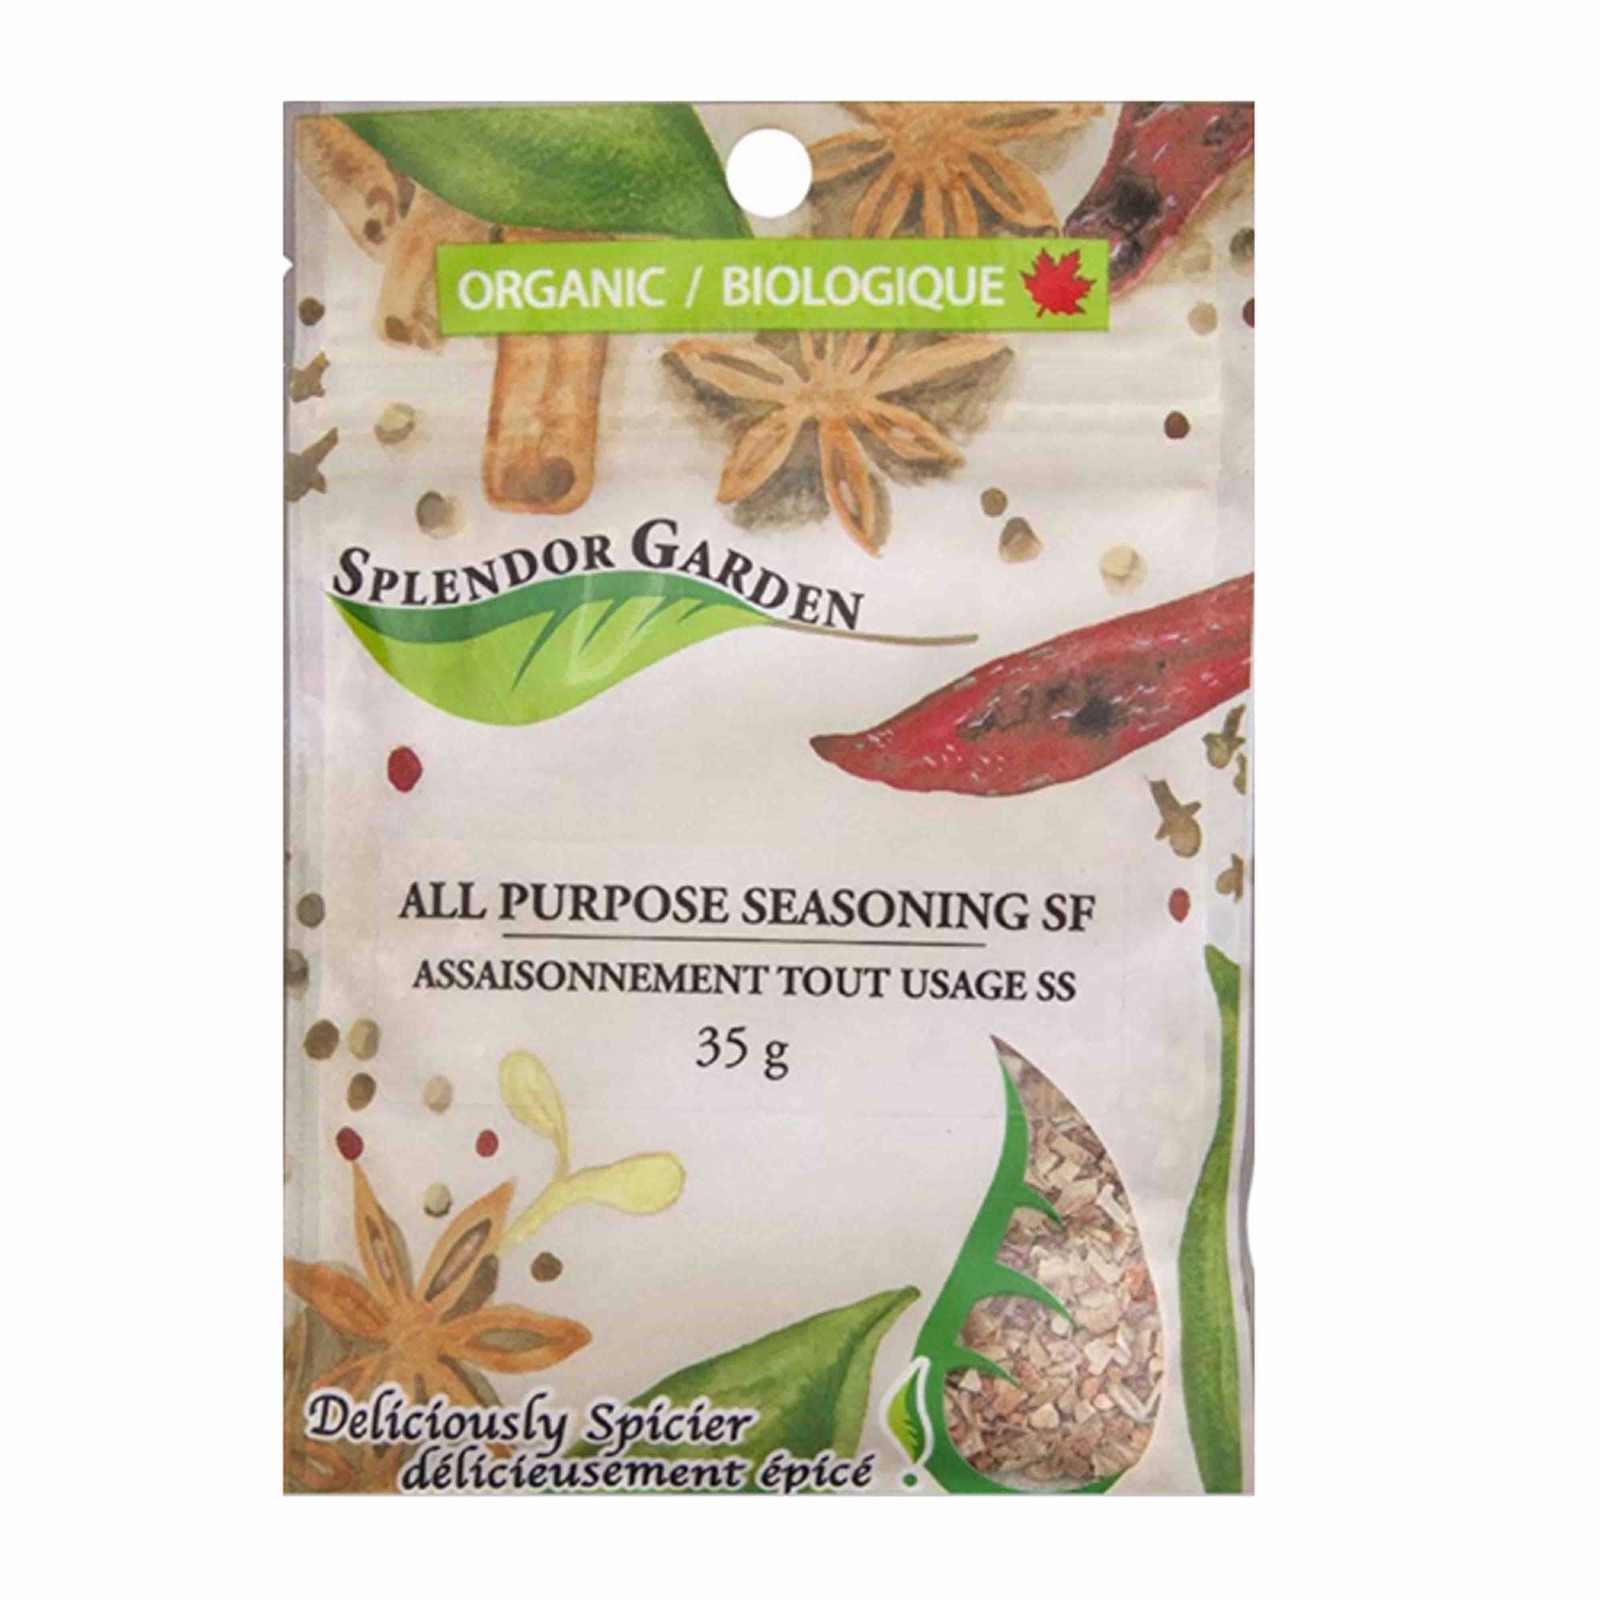 ORGANIC / BIOLOGIQUE
SPLENDOR GARDEN
ALL PURPOSE SEASONING SF
ASSAISONNEMENT TOUT USAGE SS
35 g
Deliciously Spicier
délicieusement épicé !